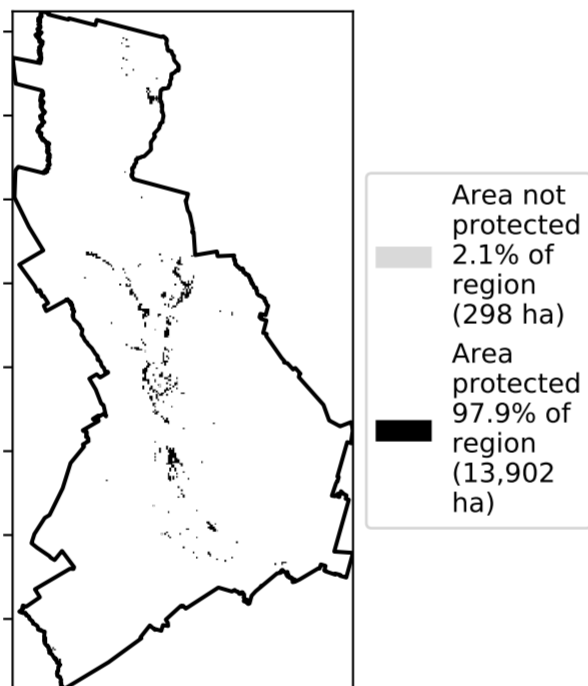 Area not
protected
2.1% of
region
(298 ha)
Area
protected
97.9% of
region
(13,902
ha)